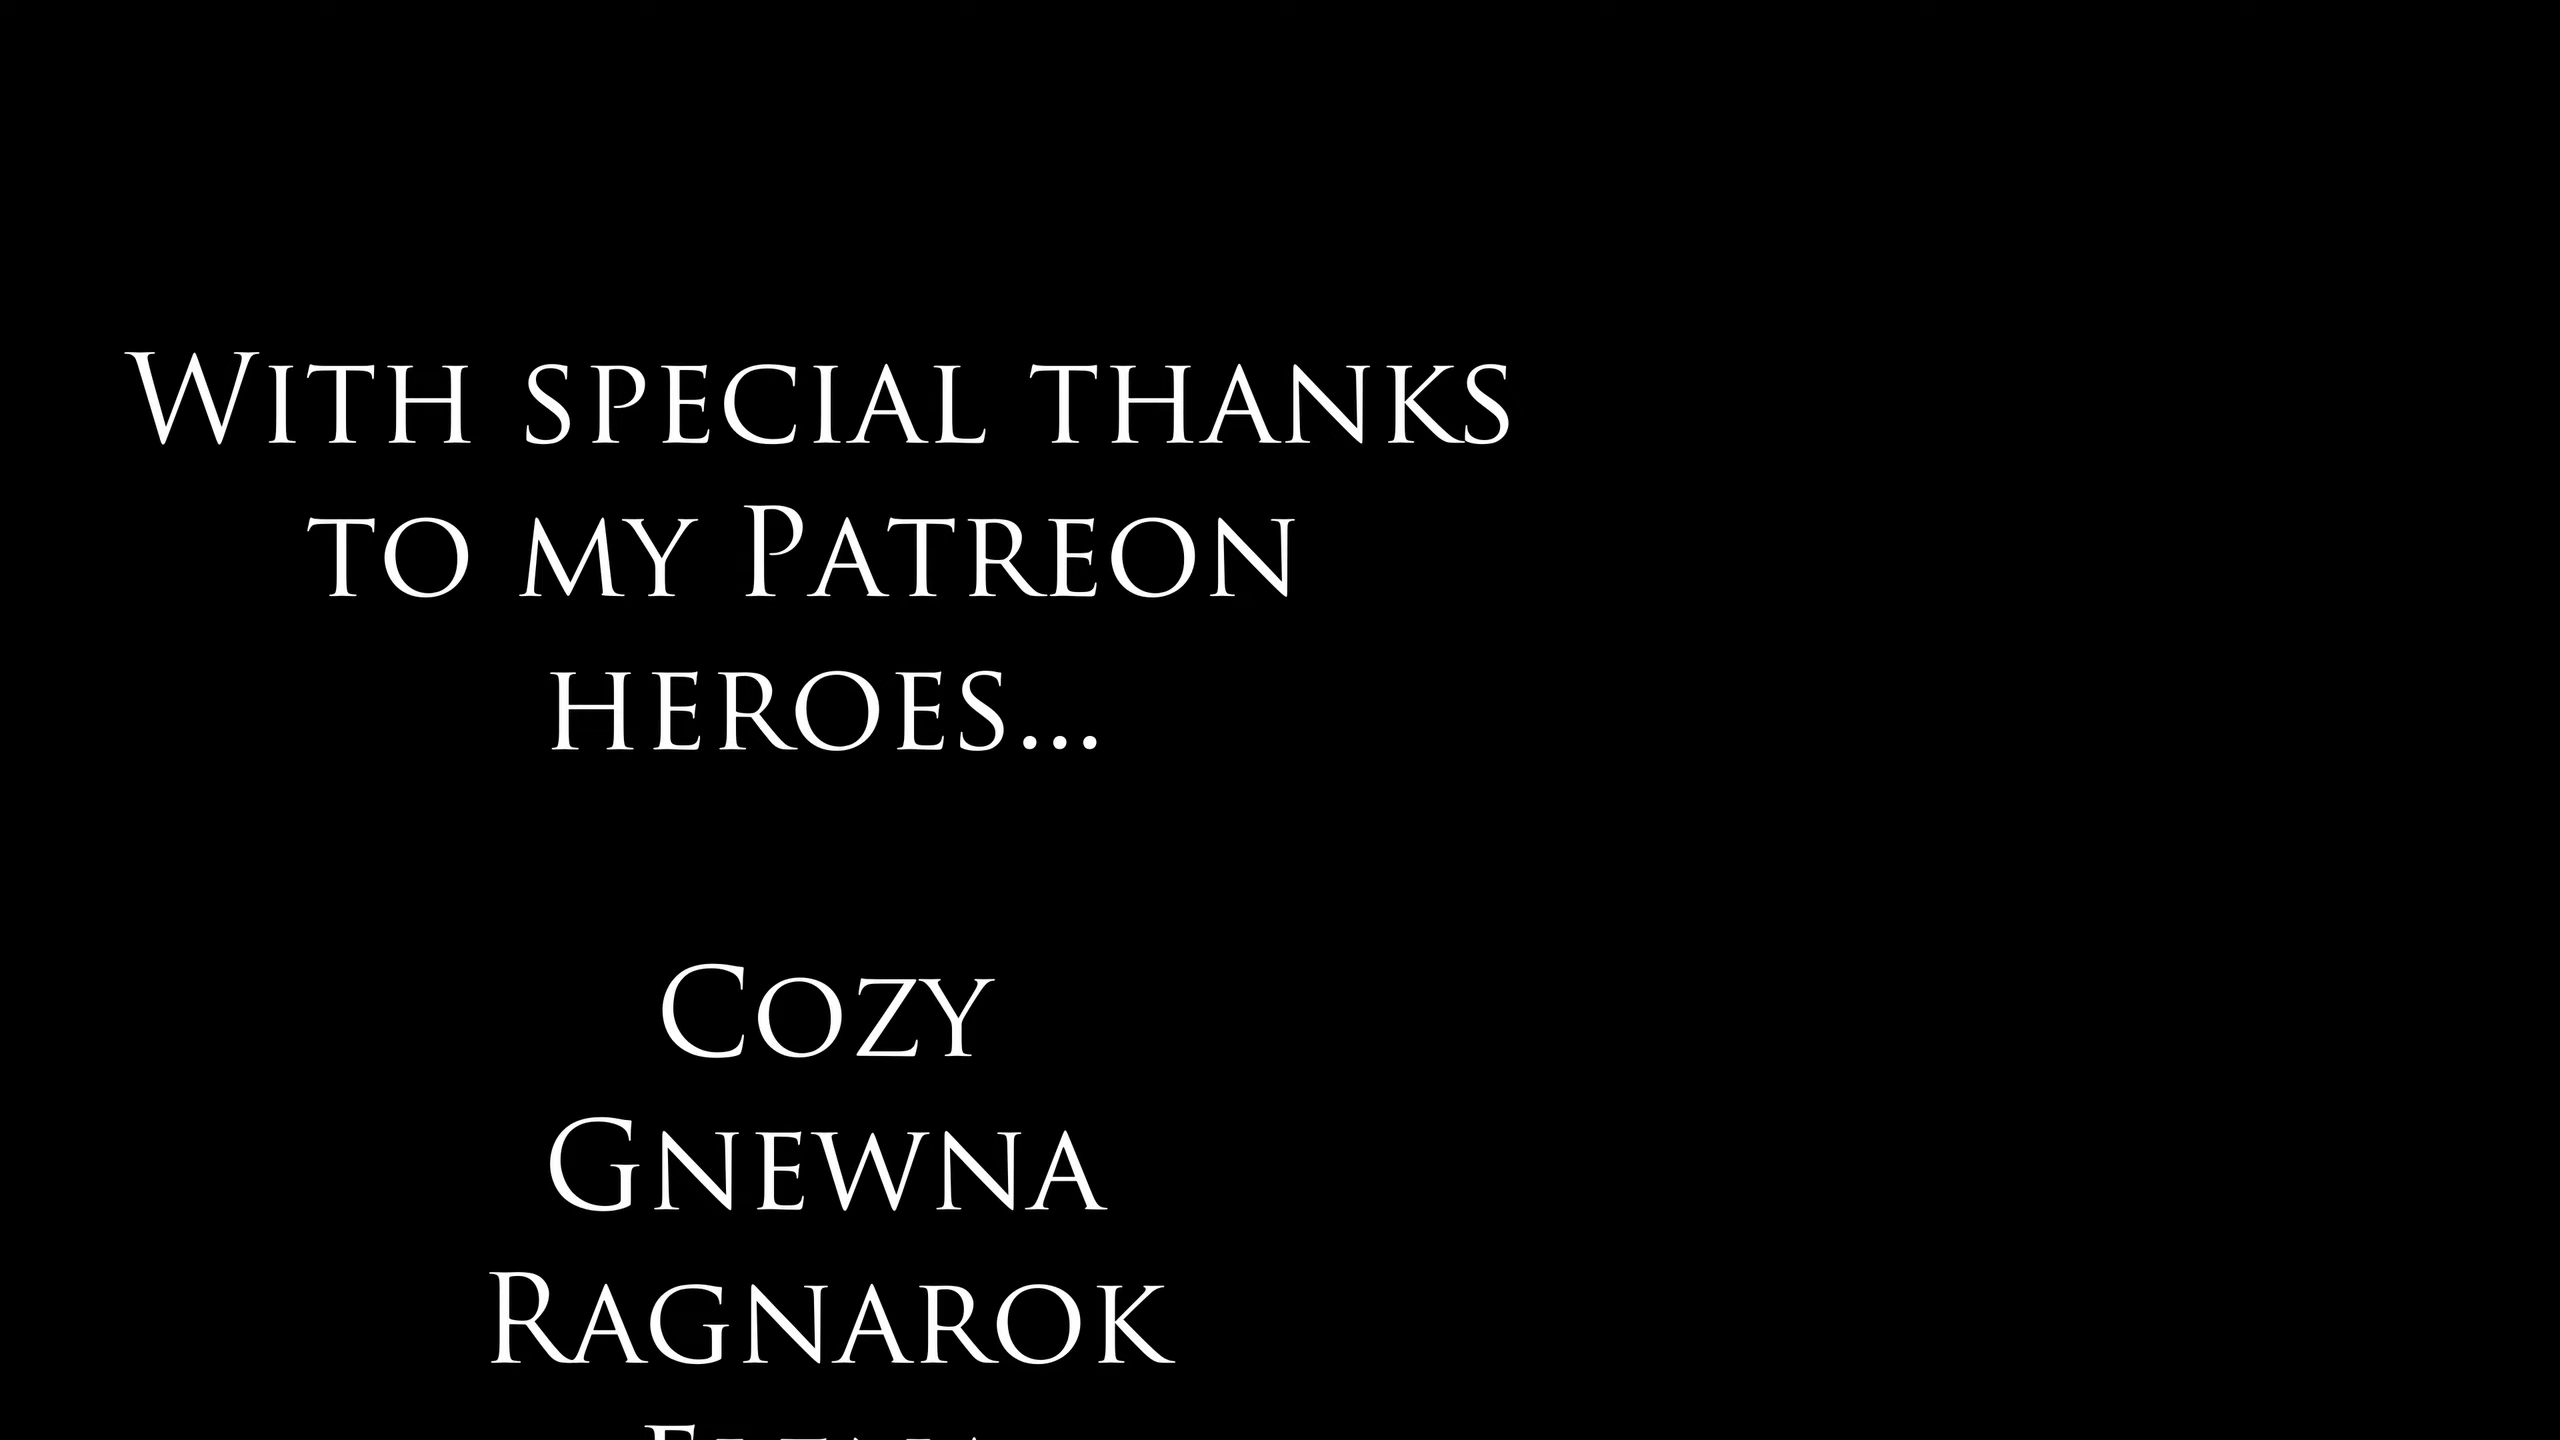 With special thanks
to my Patreon
heroes...
Cozy
Gnewna
Ragnarok